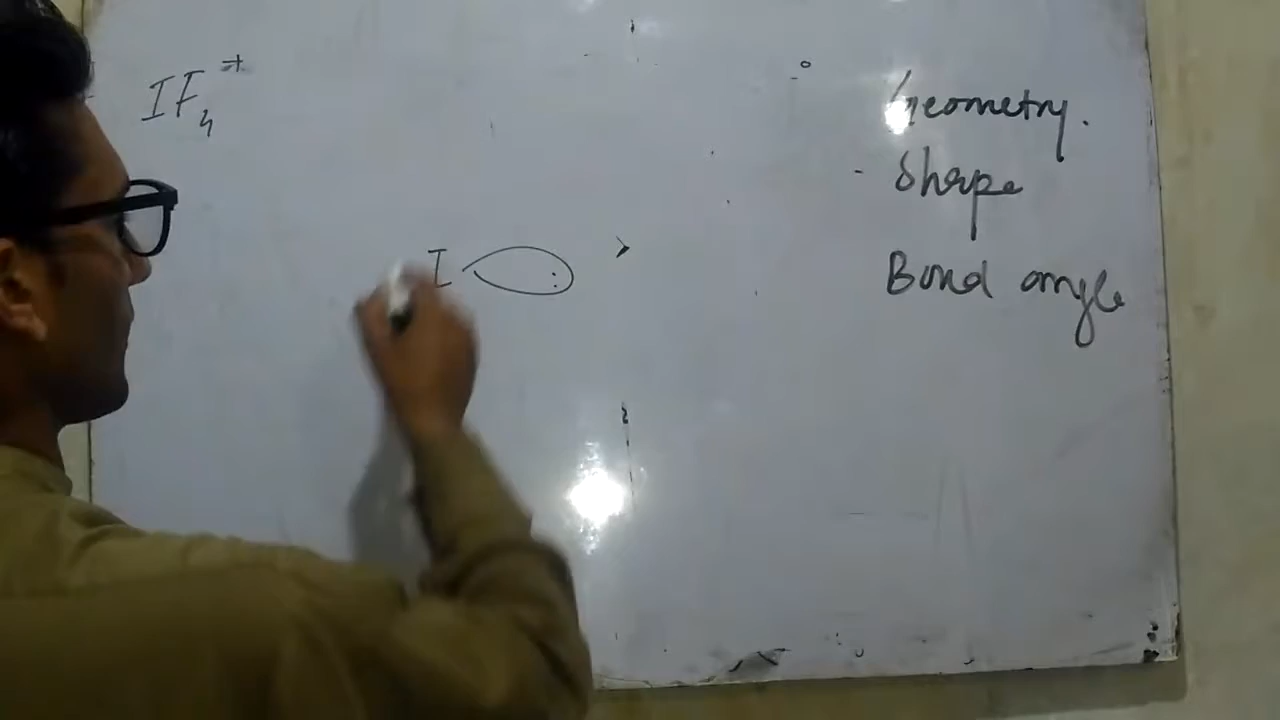 IF₄⁺
Geometry.
Shape
Bond angle
I